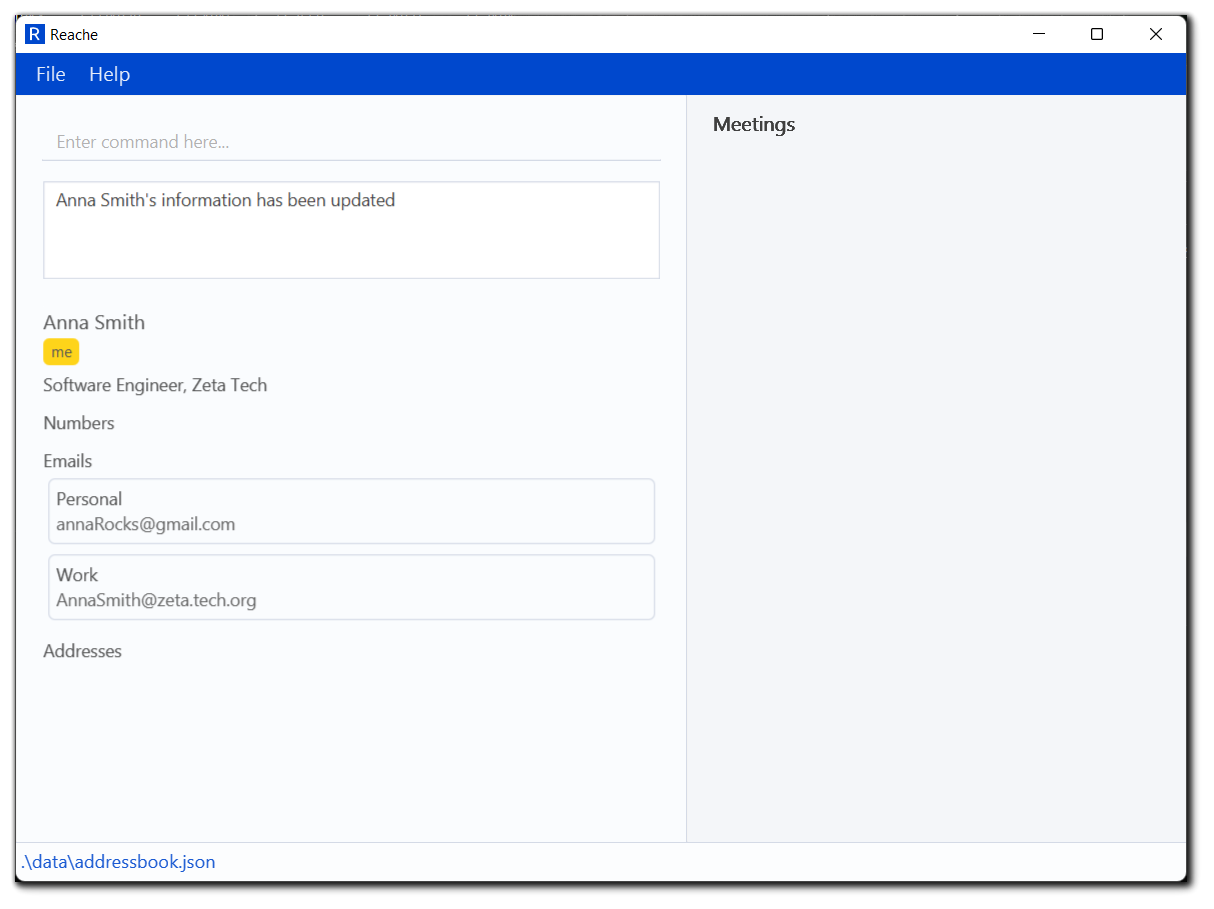 R Reache
File Help
Enter command here...
Anna Smith's information has been updated
Anna Smith
me
Software Engineer, Zeta Tech
Numbers
Emails
Personal
annaRocks@gmail.com
Work
AnnaSmith@zeta.tech.org
Addresses
Meetings
.\data\addressbook.json